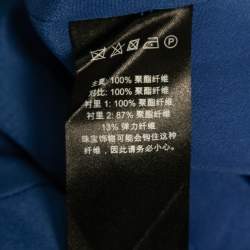 P
主要: 100% 聚酯纤维
对比: 100% 聚酯纤维
衬里 1: 100% 聚酯纤维
衬里 2: 87% 聚酯纤维
13% 弹力纤维
珠宝饰物可能会钩住这种
纤维，因此请务必小心。